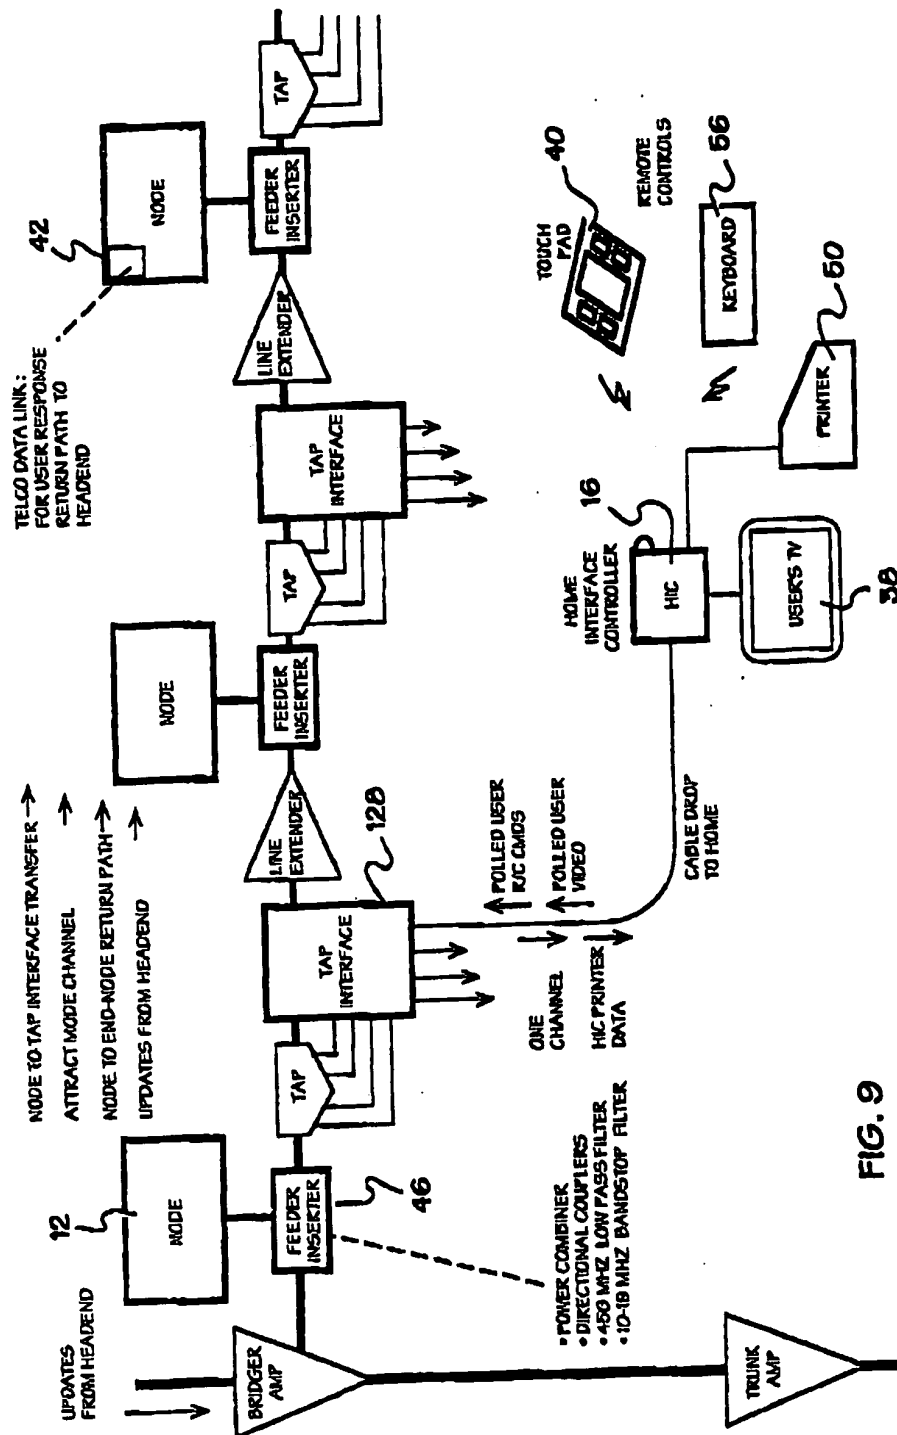 UPDATES
FROM HEADEND
12
NODE
NODE TO TAP INTERFACE TRANSFER →
ATTRACT MODE CHANNEL →
NODE TO END-NODE RETURN PATH →
UPDATES FROM HEADEND →
NODE
TELCO DATA LINK:
FOR USER RESPONSE
RETURN PATH TO
HEADEND
42
NODE
BRIDGER
AMP
FEEDER
INSERTER
46
TAP
TAP
INTERFACE
128
LINE
EXTENDER
FEEDER
INSERTER
TAP
TAP
INTERFACE
LINE
EXTENDER
FEEDER
INSERTER
TAP
• POWER COMBINER
• DIRECTIONAL COUPLERS
• 450 MHZ LOW PASS FILTER
• 10-18 MHZ BANDSTOP FILTER
ONE
CHANNEL
HIC PRINTER
DATA
POLLED USER
R/C CMDS
POLLED USER
VIDEO
CABLE DROP
TO HOME
HOME
INTERFACE
CONTROLLER
16
HIC
USER'S TV
38
TOUCH
PAD
40
REMOTE
CONTROLS
KEYBOARD
56
PRINTER
50
TRUNK
AMP
FIG. 9